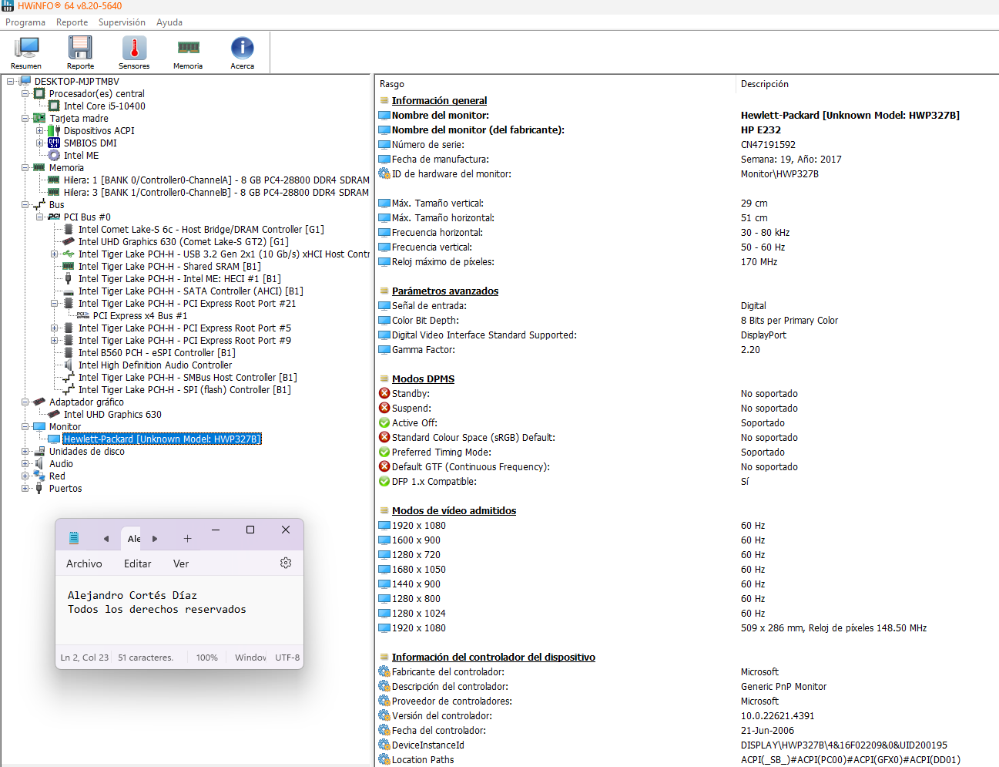 HWiNFO® 64 v8.20-5640
Programa Reporte Supervisión Ayuda
Resumen Reporte Sensores Memoria Acerca
DESKTOP-MJPTMBV
Procesador(es) central
Intel Core i5-10400
Tarjeta madre
Dispositivos ACPI
SMBIOS DMI
Intel ME
Memoria
Hilera: 1 [BANK 0/Controller0-ChannelA] - 8 GB PC4-28800 DDR4 SDRAM
Hilera: 3 [BANK 1/Controller0-ChannelB] - 8 GB PC4-28800 DDR4 SDRAM
Bus
PCI Bus #0
Intel Comet Lake-S 6c - Host Bridge/DRAM Controller [G1]
Intel UHD Graphics 630 (Comet Lake-S GT2) [G1]
Intel Tiger Lake PCH-H - USB 3.2 Gen 2x1 (10 Gb/s) xHCI Host Contr
Intel Tiger Lake PCH-H - Shared SRAM [B1]
Intel Tiger Lake PCH-H - Intel ME: HECI #1 [B1]
Intel Tiger Lake PCH-H - SATA Controller (AHCI) [B1]
Intel Tiger Lake PCH-H - PCI Express Root Port #21
PCI Express x4 Bus #1
Intel Tiger Lake PCH-H - PCI Express Root Port #5
Intel Tiger Lake PCH-H - PCI Express Root Port #9
Intel B560 PCH - eSPI Controller [B1]
Intel High Definition Audio Controller
Intel Tiger Lake PCH-H - SMBus Host Controller [B1]
Intel Tiger Lake PCH-H - SPI (flash) Controller [B1]
Adaptador gráfico
Intel UHD Graphics 630
Monitor
Hewlett-Packard [Unknown Model: HWP327B]
Unidades de disco
Audio
Red
Puertos
Ale
Archivo Editar Ver
Alejandro Cortés Díaz
Todos los derechos reservados
Ln 2, Col 23 51 caracteres. 100% Window UTF-8
Rasgo Descripción
Información general
Nombre del monitor: Hewlett-Packard [Unknown Model: HWP327B]
Nombre del monitor (del fabricante): HP E232
Número de serie: CN47191592
Fecha de manufactura: Semana: 19, Año: 2017
ID de hardware del monitor: Monitor\HWP327B
Máx. Tamaño vertical: 29 cm
Máx. Tamaño horizontal: 51 cm
Frecuencia horizontal: 30 - 80 kHz
Frecuencia vertical: 50 - 60 Hz
Reloj máximo de píxeles: 170 MHz
Parámetros avanzados
Señal de entrada: Digital
Color Bit Depth: 8 Bits per Primary Color
Digital Video Interface Standard Supported: DisplayPort
Gamma Factor: 2.20
Modos DPMS
Standby: No soportado
Suspend: No soportado
Active Off: Soportado
Standard Colour Space (sRGB) Default: No soportado
Preferred Timing Mode: Soportado
Default GTF (Continuous Frequency): No soportado
DFP 1.x Compatible: Sí
Modos de vídeo admitidos
1920 x 1080 60 Hz
1600 x 900 60 Hz
1280 x 720 60 Hz
1680 x 1050 60 Hz
1440 x 900 60 Hz
1280 x 800 60 Hz
1280 x 1024 60 Hz
1920 x 1080 509 x 286 mm, Reloj de píxeles 148.50 MHz
Información del controlador del dispositivo
Fabricante del controlador: Microsoft
Descripción del controlador: Generic PnP Monitor
Proveedor de controladores: Microsoft
Versión del controlador: 10.0.22621.4391
Fecha del controlador: 21-Jun-2006
DeviceInstanceId DISPLAY\HWP327B\4&16F02209&0&UID200195
Location Paths ACPI(_SB_)#ACPI(PC00)#ACPI(GFX0)#ACPI(DD01)